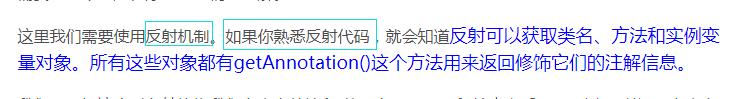 这里我们需要使用反射机制。如果你熟悉反射代码，就会知道反射可以获取类名、方法和实例变
量对象。所有这些对象都有getAnnotation()这个方法用来返回修饰它们的注解信息。